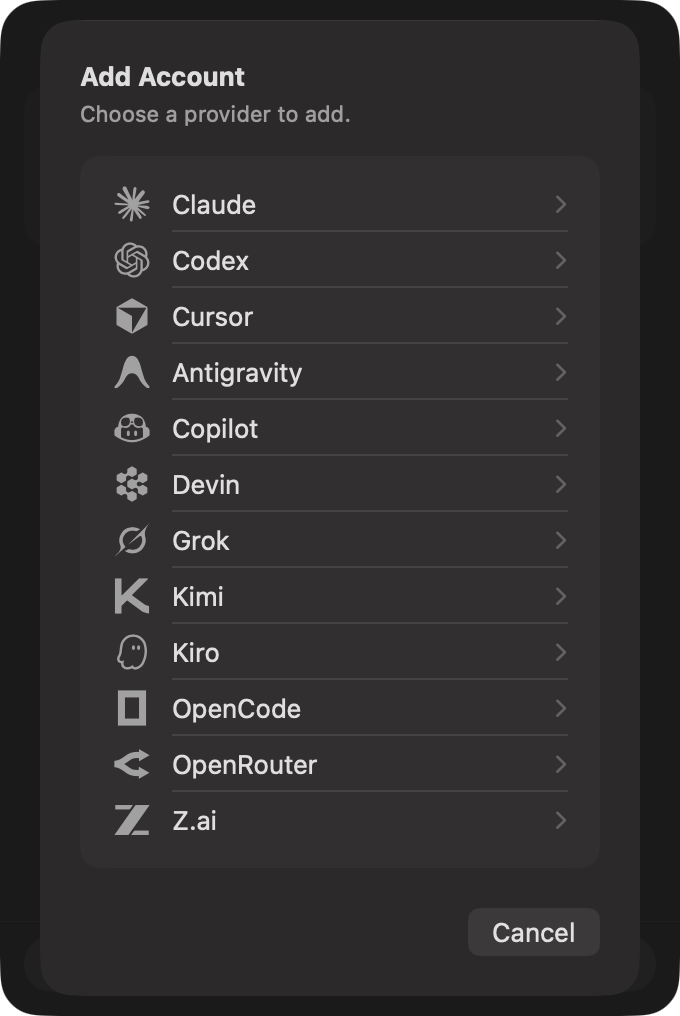 Add Account
Choose a provider to add.
Claude
Codex
Cursor
Antigravity
Copilot
Devin
Grok
Kimi
Kiro
OpenCode
OpenRouter
Z.ai
Cancel